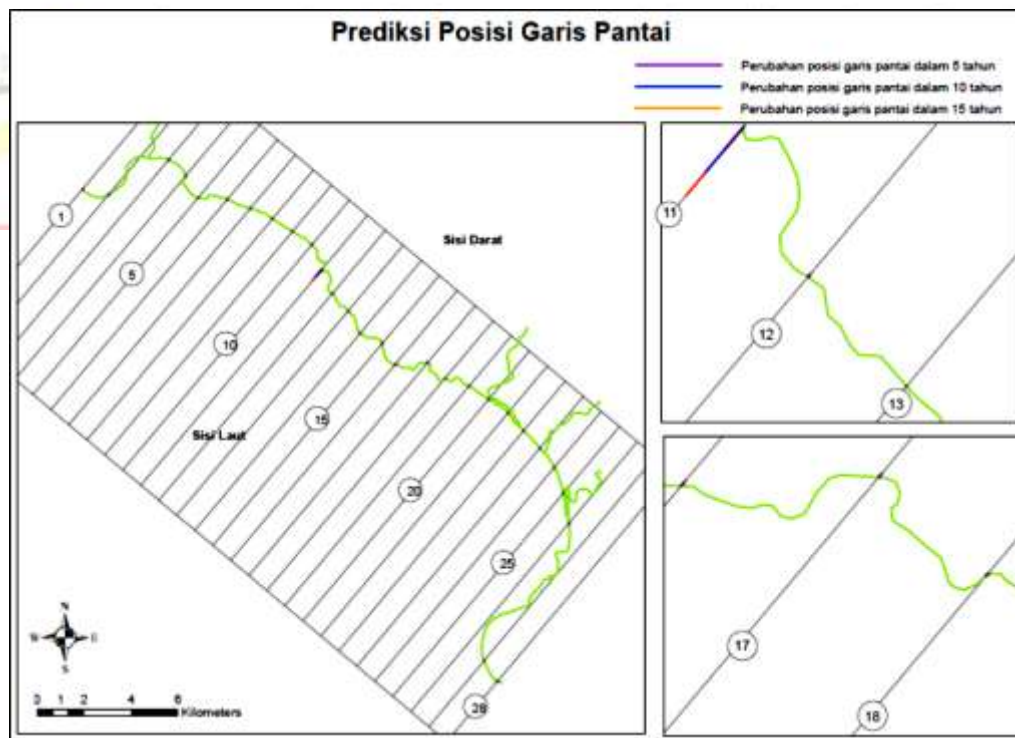 Prediksi Posisi Garis Pantai
Perubahan posisi garis pantai dalam 5 tahun
Perubahan posisi garis pantai dalam 10 tahun
Perubahan posisi garis pantai dalam 15 tahun
1
5
10
15
20
25
28
Sisi Darat
Sisi Laut
N
W E
S
0 1 2 4 6
Kilometers
11
12
13
17
18